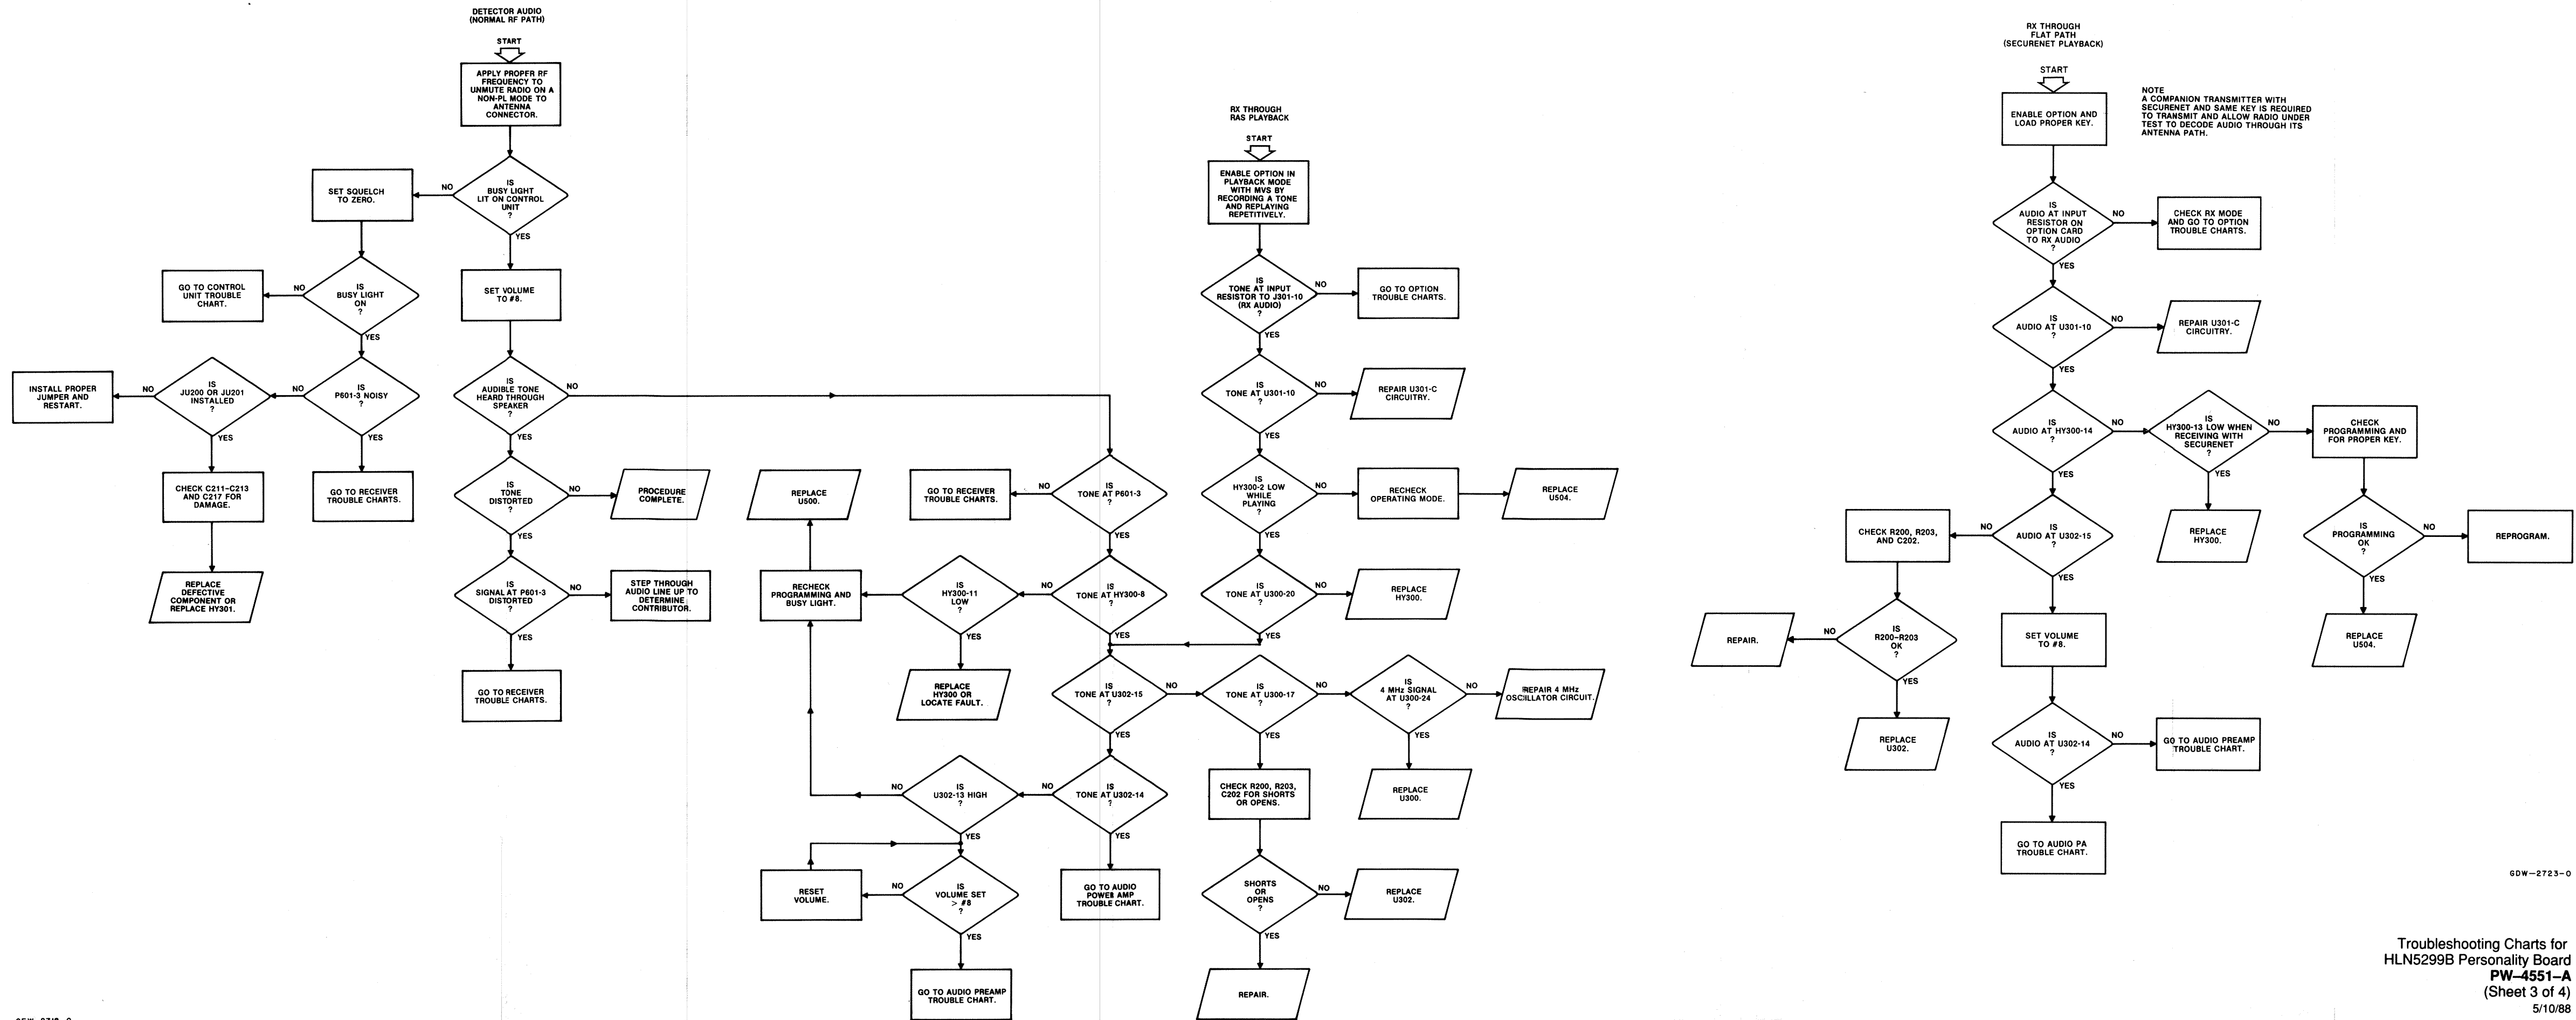 DETECTOR AUDIO
(NORMAL RF PATH)
START
APPLY PROPER RF
FREQUENCY TO
UNMUTE RADIO ON A
NON-PL MODE TO
ANTENNA
CONNECTOR.
IS
BUSY LIGHT
LIT ON CONTROL
UNIT
?
NO
YES
SET SQUELCH
TO ZERO.
IS
BUSY LIGHT
ON
?
NO
YES
GO TO CONTROL
UNIT TROUBLE
CHART.
IS
P601-3 NOISY
?
NO
YES
IS
JU200 OR JU201
INSTALLED
?
NO
YES
INSTALL PROPER
JUMPER AND
RESTART.
CHECK C211-C213
AND C217 FOR
DAMAGE.
REPLACE
DEFECTIVE
COMPONENT OR
REPLACE HY301.
GO TO RECEIVER
TROUBLE CHARTS.
SET VOLUME
TO #8.
IS
AUDIBLE TONE
HEARD THROUGH
SPEAKER
?
NO
YES
IS
TONE
DISTORTED
?
NO
YES
PROCEDURE
COMPLETE.
IS
SIGNAL AT P601-3
DISTORTED
?
NO
YES
STEP THROUGH
AUDIO LINE UP TO
DETERMINE
CONTRIBUTOR.
GO TO RECEIVER
TROUBLE CHARTS.
IS
TONE AT P601-3
?
NO
YES
GO TO RECEIVER
TROUBLE CHARTS.
IS
TONE AT HY300-8
?
NO
YES
IS
HY300-11
LOW
?
YES
REPLACE
HY300 OR
LOCATE FAULT.
RECHECK
PROGRAMMING AND
BUSY LIGHT.
REPLACE
U500.
IS
TONE AT U302-15
?
NO
YES
IS
TONE AT U302-14
?
NO
YES
IS
U302-13 HIGH
?
NO
YES
IS
VOLUME SET
> #8
?
NO
YES
RESET
VOLUME.
GO TO AUDIO PREAMP
TROUBLE CHART.
GO TO AUDIO
POWER AMP
TROUBLE CHART.
RX THROUGH
RAS PLAYBACK
START
ENABLE OPTION IN
PLAYBACK MODE
WITH MVS BY
RECORDING A TONE
AND REPLAYING
REPETITIVELY.
IS
TONE AT INPUT
RESISTOR TO J301-10
(RX AUDIO)
?
NO
YES
GO TO OPTION
TROUBLE CHARTS.
IS
TONE AT U301-10
?
NO
YES
REPAIR U301-C
CIRCUITRY.
IS
HY300-2 LOW
WHILE
PLAYING
?
NO
YES
RECHECK
OPERATING MODE.
REPLACE
U504.
IS
TONE AT U300-20
?
NO
YES
REPLACE
HY300.
IS
TONE AT U300-17
?
NO
YES
IS
4 MHz SIGNAL
AT U300-24
?
NO
YES
REPAIR 4 MHz
OSCILLATOR CIRCUIT.
REPLACE
U300.
CHECK R200, R203,
C202 FOR SHORTS
OR OPENS.
SHORTS
OR
OPENS
?
NO
YES
REPLACE
U302.
REPAIR.
RX THROUGH
FLAT PATH
(SECURENET PLAYBACK)
START
NOTE
A COMPANION TRANSMITTER WITH
SECURENET AND SAME KEY IS REQUIRED
TO TRANSMIT AND ALLOW RADIO UNDER
TEST TO DECODE AUDIO THROUGH ITS
ANTENNA PATH.
ENABLE OPTION AND
LOAD PROPER KEY.
IS
AUDIO AT INPUT
RESISTOR ON
OPTION CARD
TO RX AUDIO
?
NO
YES
CHECK RX MODE
AND GO TO OPTION
TROUBLE CHARTS.
IS
AUDIO AT U301-10
?
NO
YES
REPAIR U301-C
CIRCUITRY.
IS
AUDIO AT HY300-14
?
NO
YES
IS
HY300-13 LOW WHEN
RECEIVING WITH
SECURENET
?
NO
YES
REPLACE
HY300.
CHECK
PROGRAMMING AND
FOR PROPER KEY.
IS
PROGRAMMING
OK
?
NO
YES
REPROGRAM.
REPLACE
U504.
IS
AUDIO AT U302-15
?
NO
YES
CHECK R200, R203,
AND C202.
IS
R200-R203
OK
?
NO
YES
REPAIR.
REPLACE
U302.
SET VOLUME
TO #8.
IS
AUDIO AT U302-14
?
NO
YES
GO TO AUDIO PREAMP
TROUBLE CHART.
GO TO AUDIO PA
TROUBLE CHART.
GDW-2723-O
Troubleshooting Charts for
HLN5299B Personality Board
PW-4551-A
(Sheet 3 of 4)
5/10/88